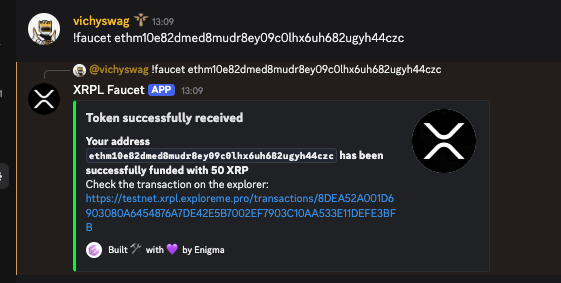 vichyswag 13:09
!faucet ethm10e82dmed8mudr8ey09c0lhx6uh682ugyh44czc
@vichyswag !faucet ethm10e82dmed8mudr8ey09c0lhx6uh682ugyh44czc
XRPL Faucet APP 13:09
Token successfully received
Your address
ethm10e82dmed8mudr8ey09c0lhx6uh682ugyh44czc has been
successfully funded with 50 XRP
Check the transaction on the explorer:
https://testnet.xrpl.exploreme.pro/transactions/8DEA52A001D6
903080A6454876A7DE42E5B7002EF7903C10AA533E11DEFE3BF
B
Built 🛠 with 💜 by Enigma